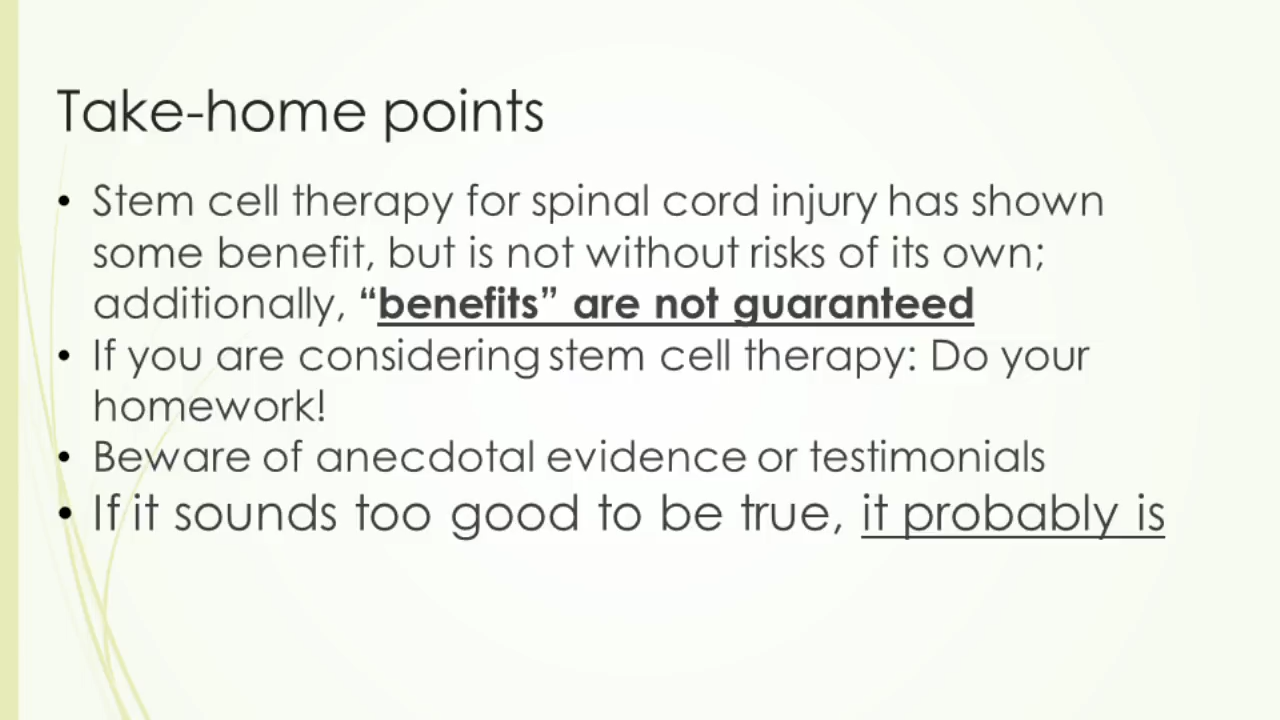 Take-home points
• Stem cell therapy for spinal cord injury has shown
some benefit, but is not without risks of its own;
additionally, “benefits” are not guaranteed
• If you are considering stem cell therapy: Do your
homework!
• Beware of anecdotal evidence or testimonials
• If it sounds too good to be true, it probably is